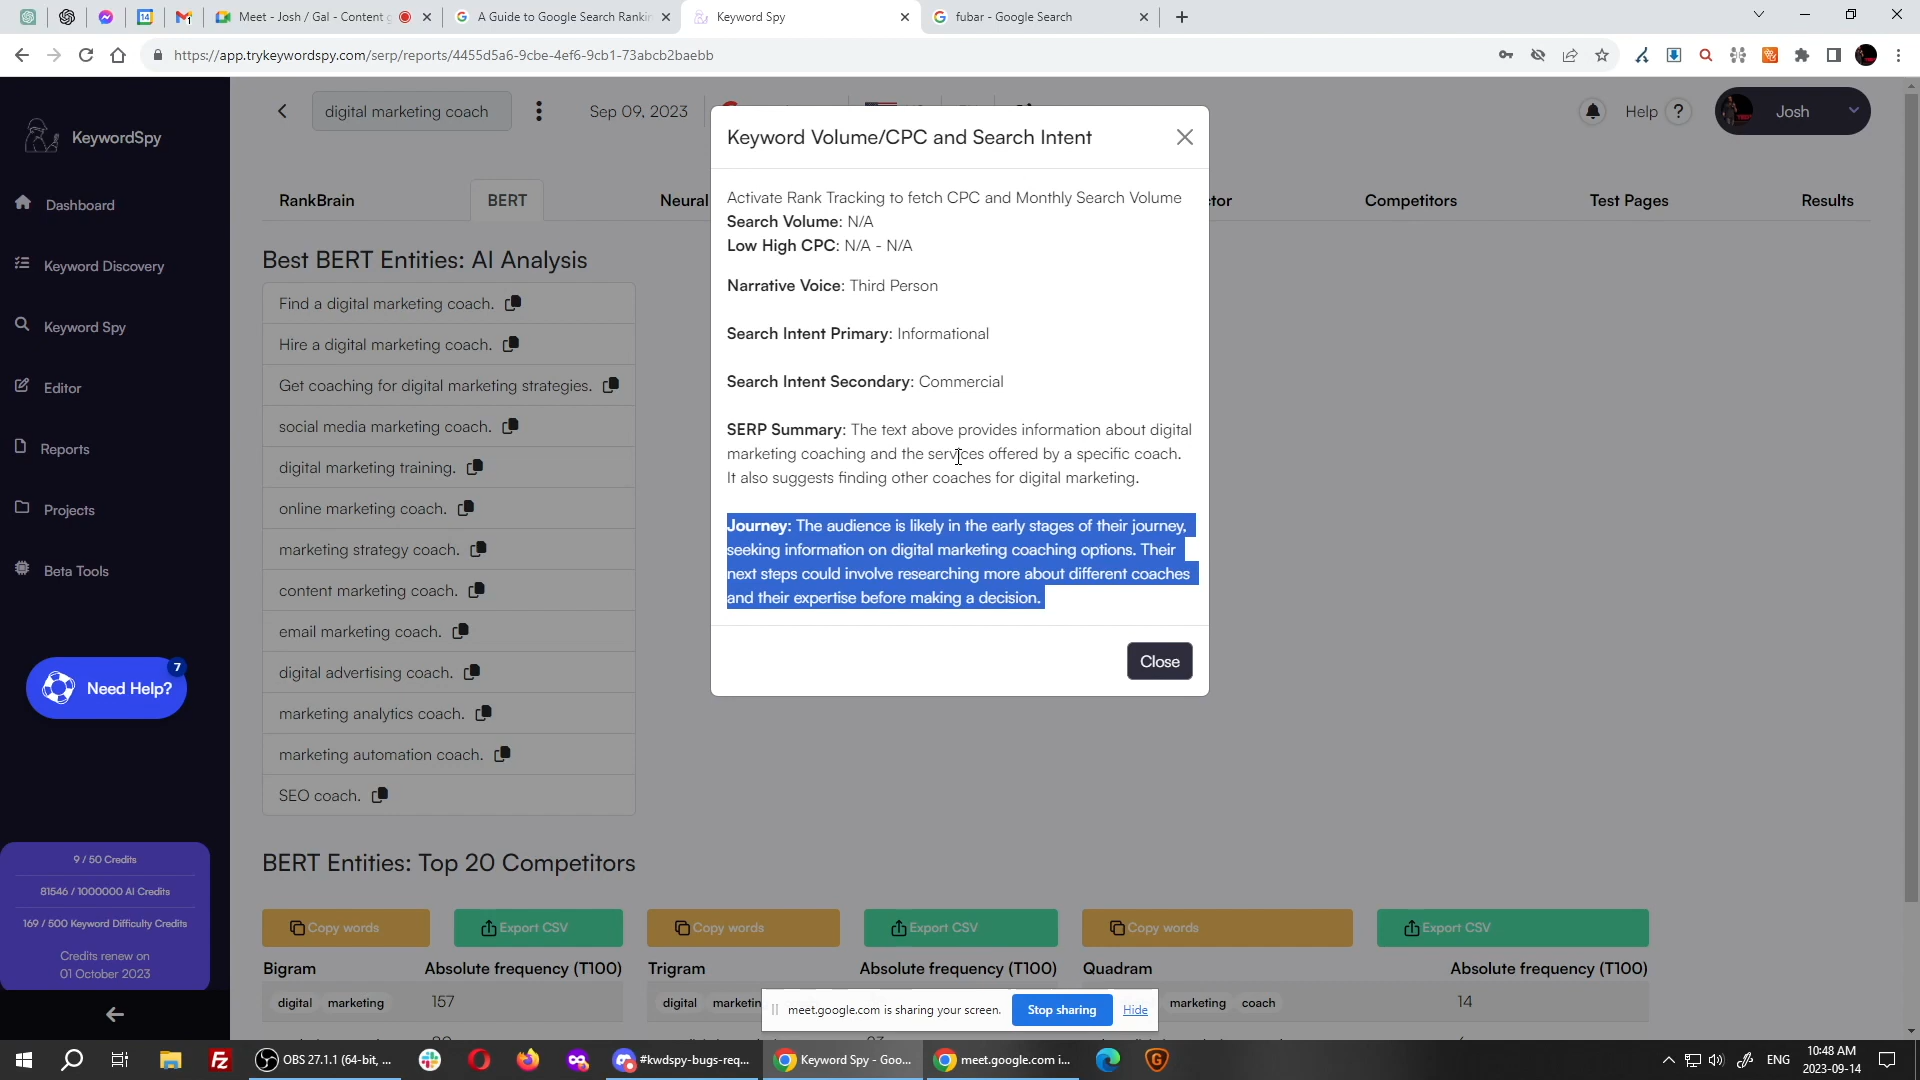 Meet - Josh / Gal - Content
A Guide to Google Search Rankin
Keyword Spy
fubar - Google Search
https://app.trykeywordspy.com/serp/reports/4455d5a6-9cbe-4ef6-9cb1-73abcb2baebb
KeywordSpy
Dashboard
Keyword Discovery
Keyword Spy
Editor
Reports
Projects
Beta Tools
7
Need Help?
9 / 50 Credits
81546 / 1000000 AI Credits
169 / 500 Keyword Difficulty Credits
Credits renew on
01 October 2023
digital marketing coach
Sep 09, 2023
Help ?
Josh
RankBrain
BERT
Neural
tor
Competitors
Test Pages
Results
Best BERT Entities: AI Analysis
Find a digital marketing coach.
Hire a digital marketing coach.
Get coaching for digital marketing strategies.
social media marketing coach.
digital marketing training.
online marketing coach.
marketing strategy coach.
content marketing coach.
email marketing coach.
digital advertising coach.
marketing analytics coach.
marketing automation coach.
SEO coach.
Keyword Volume/CPC and Search Intent
Activate Rank Tracking to fetch CPC and Monthly Search Volume
Search Volume: N/A
Low High CPC: N/A - N/A
Narrative Voice: Third Person
Search Intent Primary: Informational
Search Intent Secondary: Commercial
SERP Summary: The text above provides information about digital
marketing coaching and the services offered by a specific coach.
It also suggests finding other coaches for digital marketing.
Journey: The audience is likely in the early stages of their journey,
seeking information on digital marketing coaching options. Their
next steps could involve researching more about different coaches
and their expertise before making a decision.
Close
BERT Entities: Top 20 Competitors
Copy words Export CSV Copy words Export CSV Copy words Export CSV
Bigram Absolute frequency (T100) Trigram Absolute frequency (T100) Quadram Absolute frequency (T100)
digital marketing 157 digital marketin marketing coach 14
meet.google.com is sharing your screen. Stop sharing Hide
OBS 27.1.1 (64-bit, ...
#kwdspy-bugs-req...
Keyword Spy - Goo...
meet.google.com i...
ENG
10:48 AM
2023-09-14